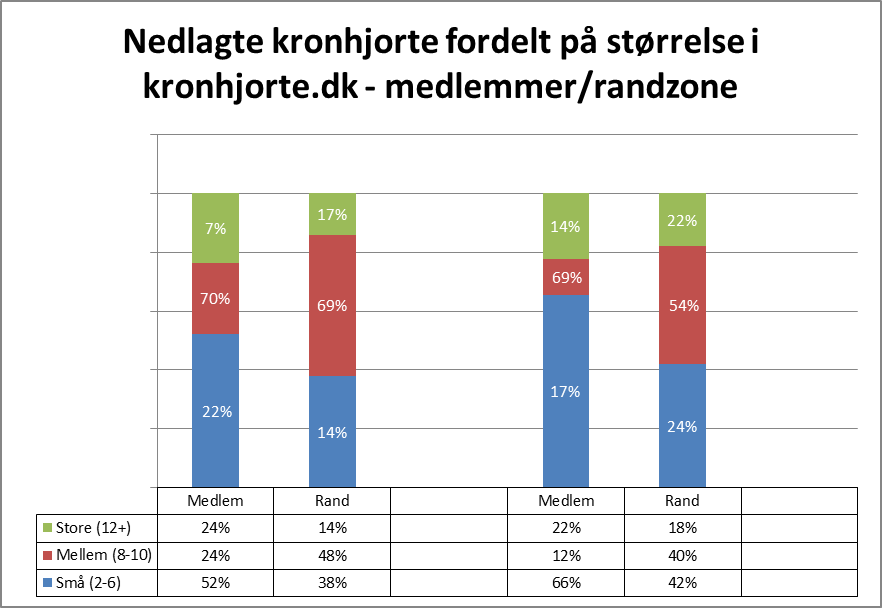 Nedlagte kronhjorte fordelt på størrelse i
kronhjorte.dk - medlemmer/randzone
7% 17% 14% 22%
70% 69% 69% 54%
22% 14% 17% 24%
Medlem Rand Medlem Rand
Store (12+) 24% 14% 22% 18%
Mellem (8-10) 24% 48% 12% 40%
Små (2-6) 52% 38% 66% 42%